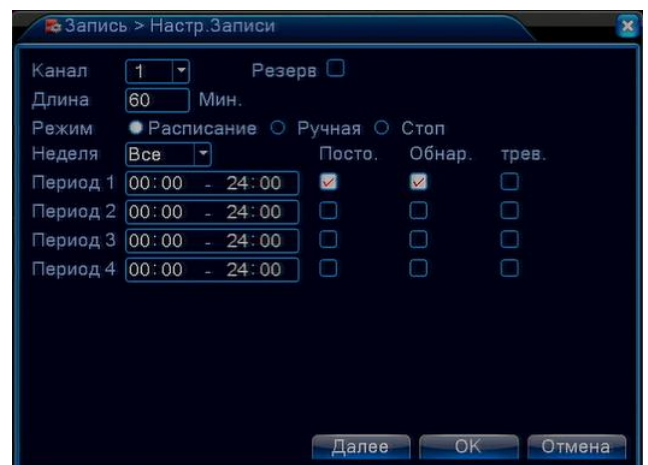 Запись > Настр.Записи
Канал 1 Резерв
Длина 60 Мин.
Режим Расписание Ручная Стоп
Неделя Все Посто. Обнар. трев.
Период 1 00:00 - 24:00
Период 2 00:00 - 24:00
Период 3 00:00 - 24:00
Период 4 00:00 - 24:00
Далее OK Отмена